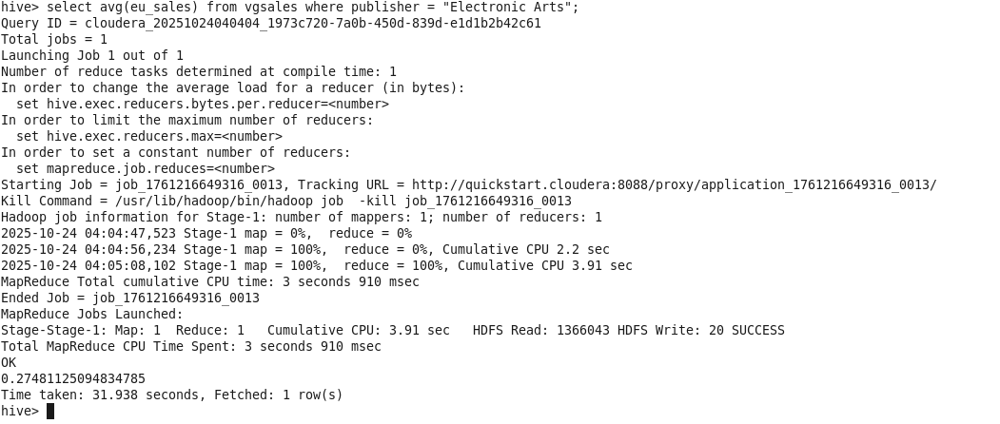 hive> select avg(eu_sales) from vgsales where publisher = "Electronic Arts";
Query ID = cloudera_20251024040404_1973c720-7a0b-450d-839d-e1d1b2b42c61
Total jobs = 1
Launching Job 1 out of 1
Number of reduce tasks determined at compile time: 1
In order to change the average load for a reducer (in bytes):
  set hive.exec.reducers.bytes.per.reducer=<number>
In order to limit the maximum number of reducers:
  set hive.exec.reducers.max=<number>
In order to set a constant number of reducers:
  set mapreduce.job.reduces=<number>
Starting Job = job_1761216649316_0013, Tracking URL = http://quickstart.cloudera:8088/proxy/application_1761216649316_0013/
Kill Command = /usr/lib/hadoop/bin/hadoop job  -kill job_1761216649316_0013
Hadoop job information for Stage-1: number of mappers: 1; number of reducers: 1
2025-10-24 04:04:47,523 Stage-1 map = 0%,  reduce = 0%
2025-10-24 04:04:56,234 Stage-1 map = 100%,  reduce = 0%, Cumulative CPU 2.2 sec
2025-10-24 04:05:08,102 Stage-1 map = 100%,  reduce = 100%, Cumulative CPU 3.91 sec
MapReduce Total cumulative CPU time: 3 seconds 910 msec
Ended Job = job_1761216649316_0013
MapReduce Jobs Launched:
Stage-Stage-1: Map: 1  Reduce: 1   Cumulative CPU: 3.91 sec   HDFS Read: 1366043 HDFS Write: 20 SUCCESS
Total MapReduce CPU Time Spent: 3 seconds 910 msec
OK
0.27481125094834785
Time taken: 31.938 seconds, Fetched: 1 row(s)
hive>